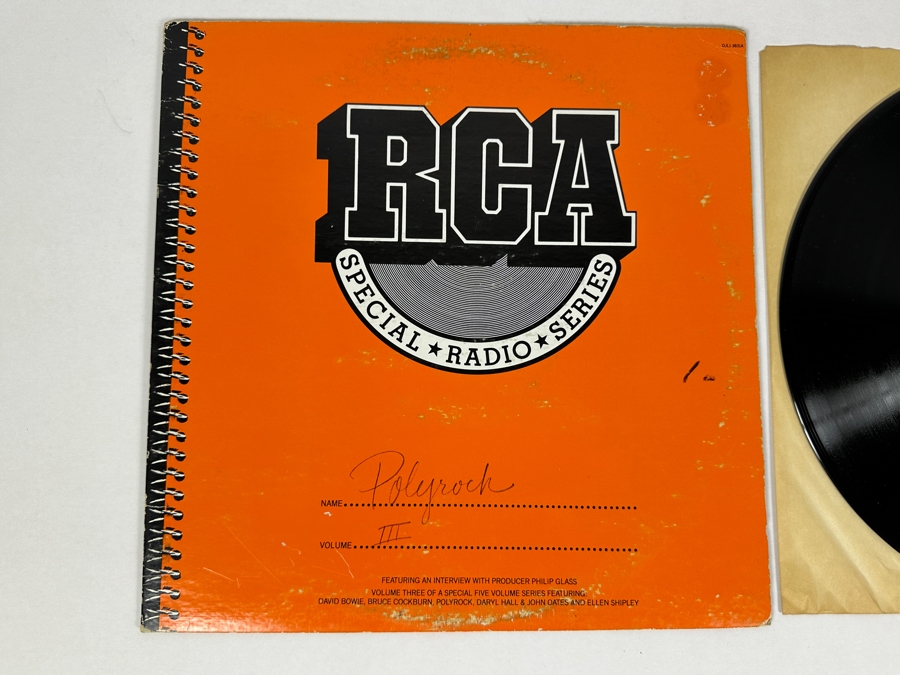 RCA
SPECIAL ★ RADIO ★ SERIES
Polyrock
NAME
III
VOLUME
FEATURING AN INTERVIEW WITH PRODUCER PHILIP GLASS
VOLUME THREE OF A SPECIAL FIVE VOLUME SERIES FEATURING:
DAVID BOWIE, BRUCE COCKBURN, POLYROCK, DARYL HALL & JOHN OATES AND ELLEN SHIPLEY